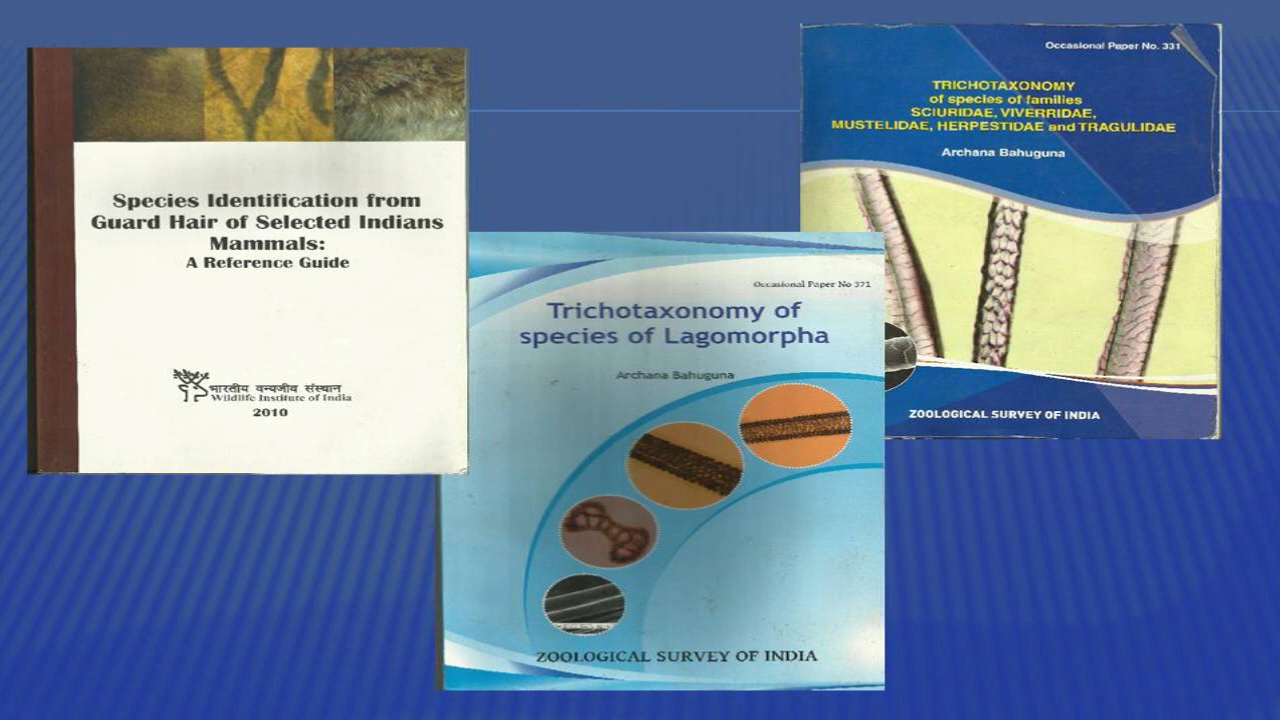 Species Identification from
Guard Hair of Selected Indians
Mammals:
A Reference Guide
भारतीय वन्यजीव संस्थान
Wildlife Institute of India
2010
Occasional Paper No 371
Trichotaxonomy of
species of Lagomorpha
Archana Bahuguna
ZOOLOGICAL SURVEY OF INDIA
Occasional Paper No. 331
TRICHOTAXONOMY
of species of families
SCIURIDAE, VIVERRIDAE,
MUSTELIDAE, HERPESTIDAE and TRAGULIDAE
Archana Bahuguna
ZOOLOGICAL SURVEY OF INDIA